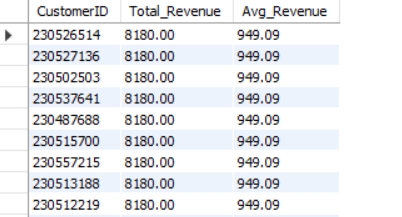 CustomerID Total_Revenue Avg_Revenue
230526514 8180.00 949.09
230527136 8180.00 949.09
230502503 8180.00 949.09
230537641 8180.00 949.09
230487688 8180.00 949.09
230515700 8180.00 949.09
230557215 8180.00 949.09
230513188 8180.00 949.09
230512219 8180.00 949.09